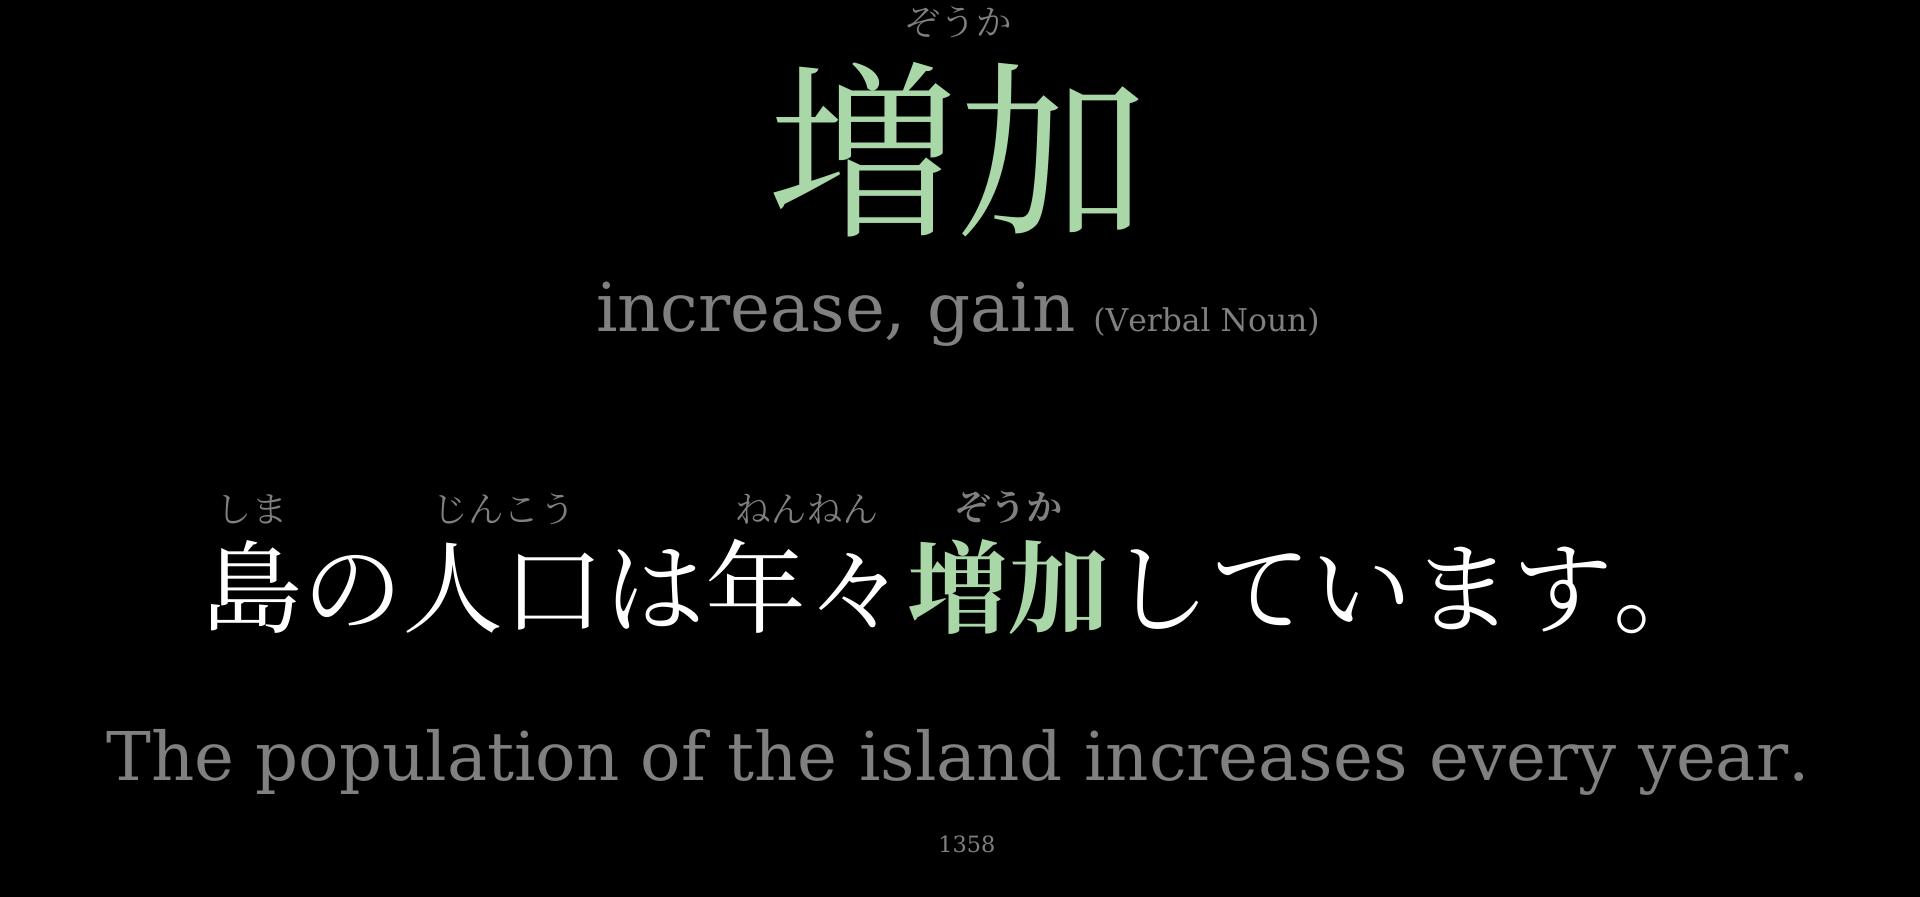 ぞうか
増加
increase, gain (Verbal Noun)
しま じんこう ねんねん ぞうか
島の人口は年々増加しています。
The population of the island increases every year.
1358